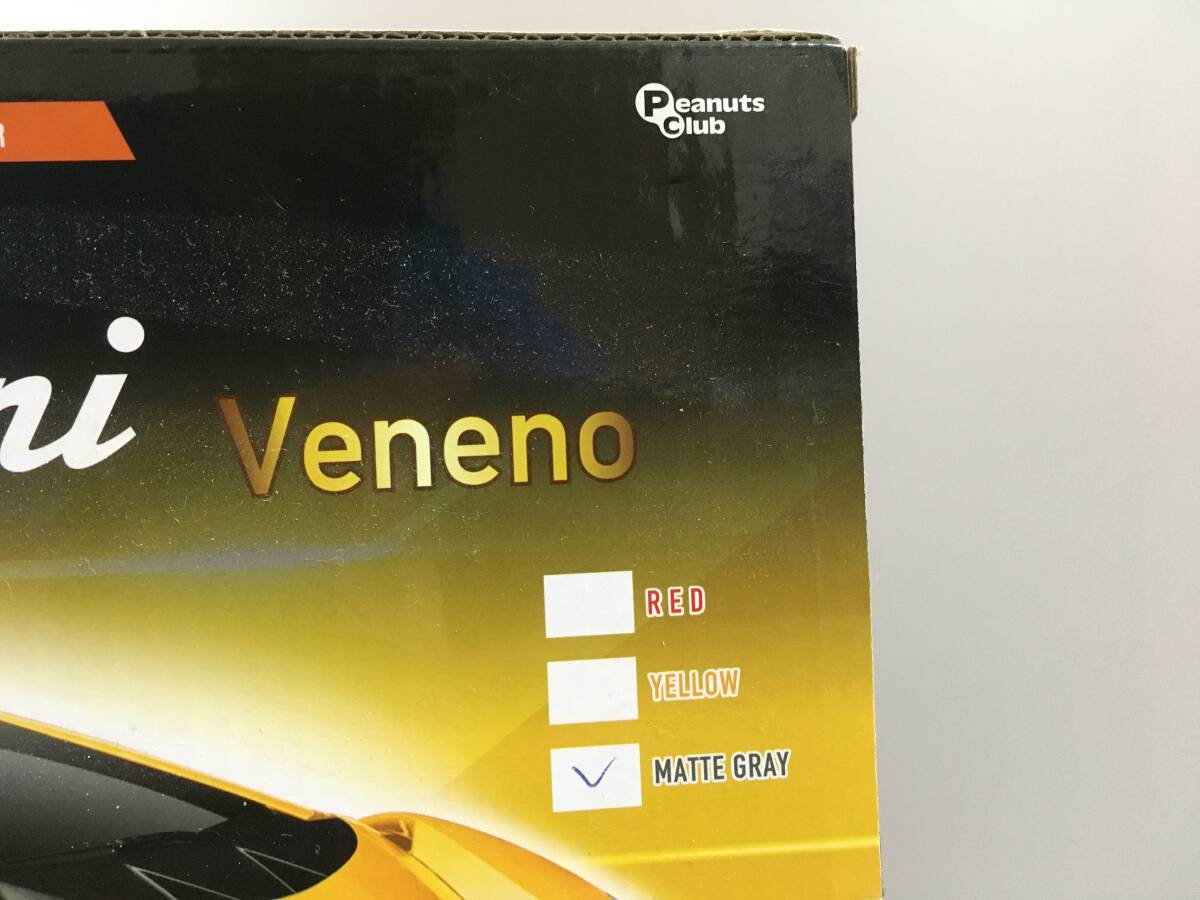 Peanuts
Club
R
ni Veneno
RED
YELLOW
MATTE GRAY